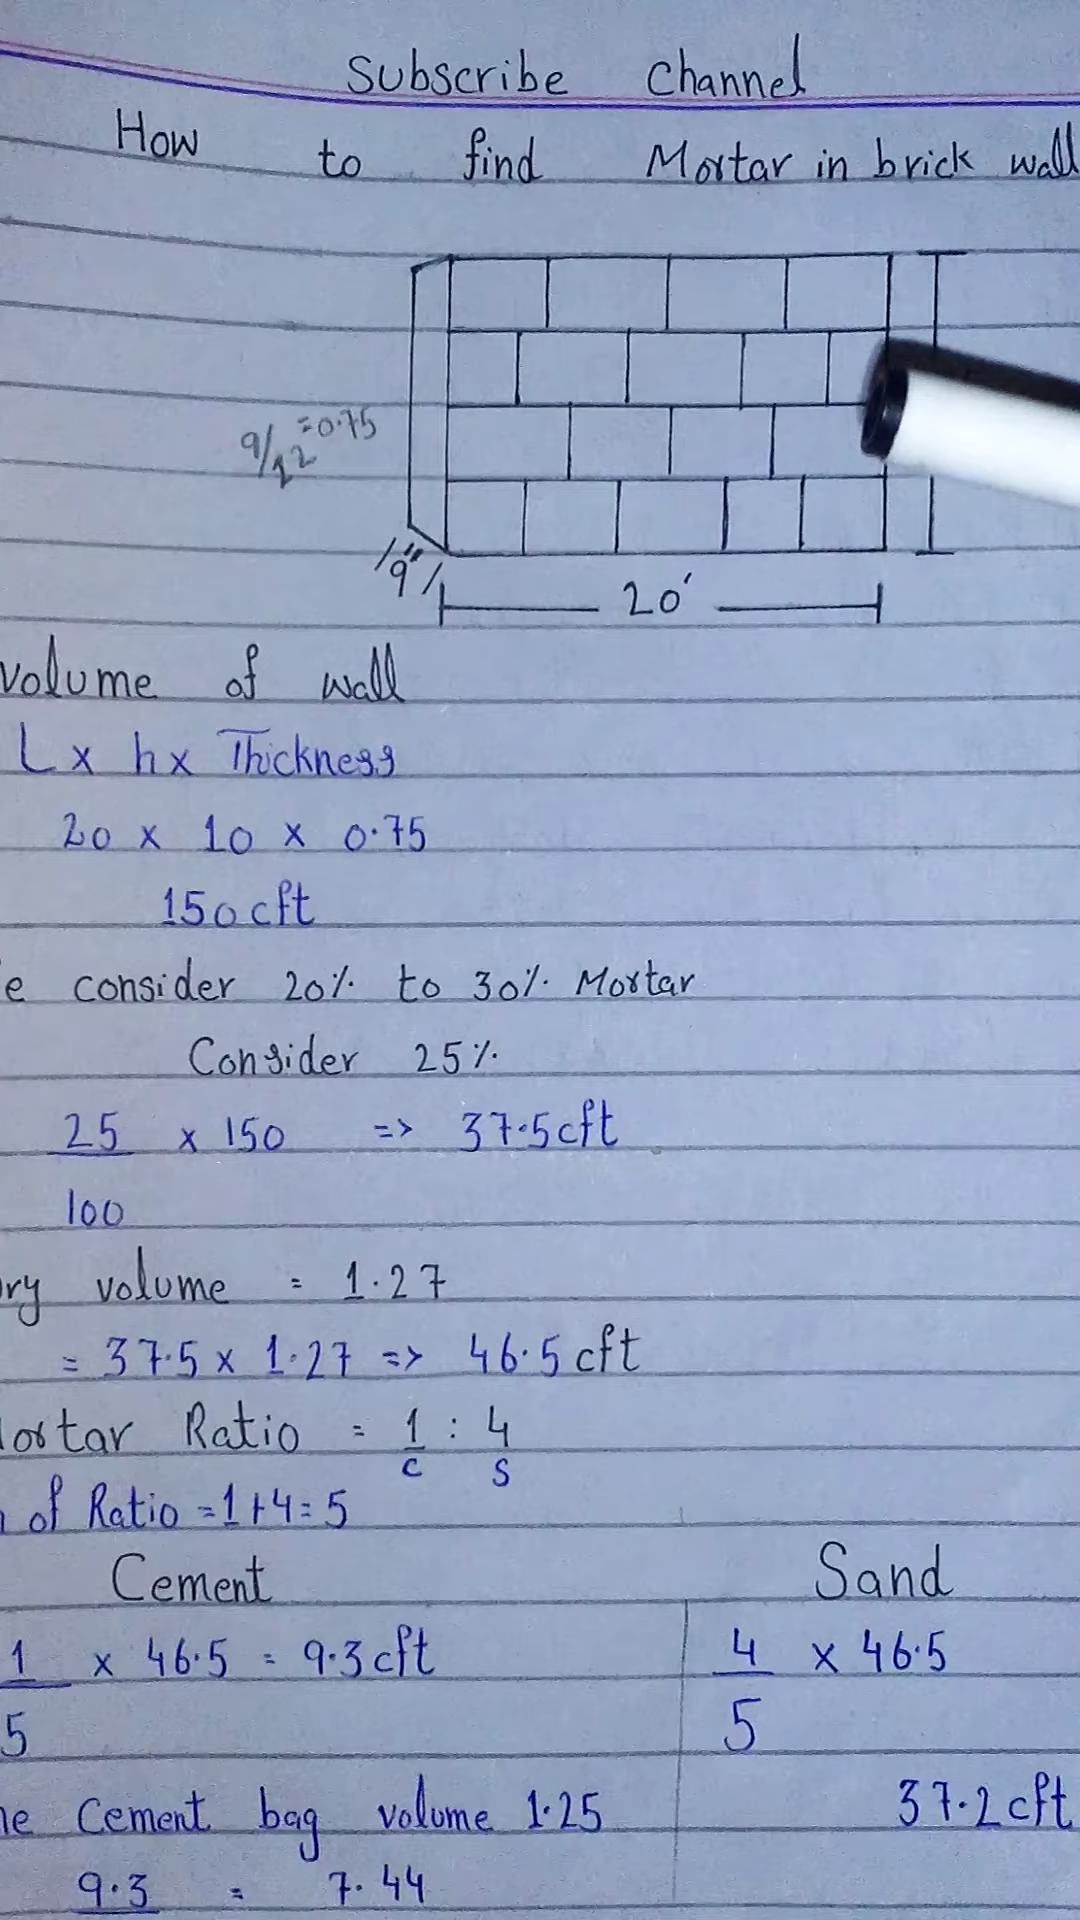 Subscribe Channel
How to find Mortar in brick wall
9/12 =0.75
9"
20'
volume of wall
L x h x Thickness
20 x 10 x 0.75
150 cft
e consider 20% to 30% Mortar
Consider 25%
25 x 150 => 37.5 cft
100
ry volume = 1.27
= 37.5 x 1.27 => 46.5 cft
ortar Ratio = 1 : 4
c s
of Ratio = 1+4 = 5
Cement Sand
1 x 46.5 = 9.3 cft 4 x 46.5
5 5
37.2 cft
e Cement bag volume 1.25
9.3 = 7.44